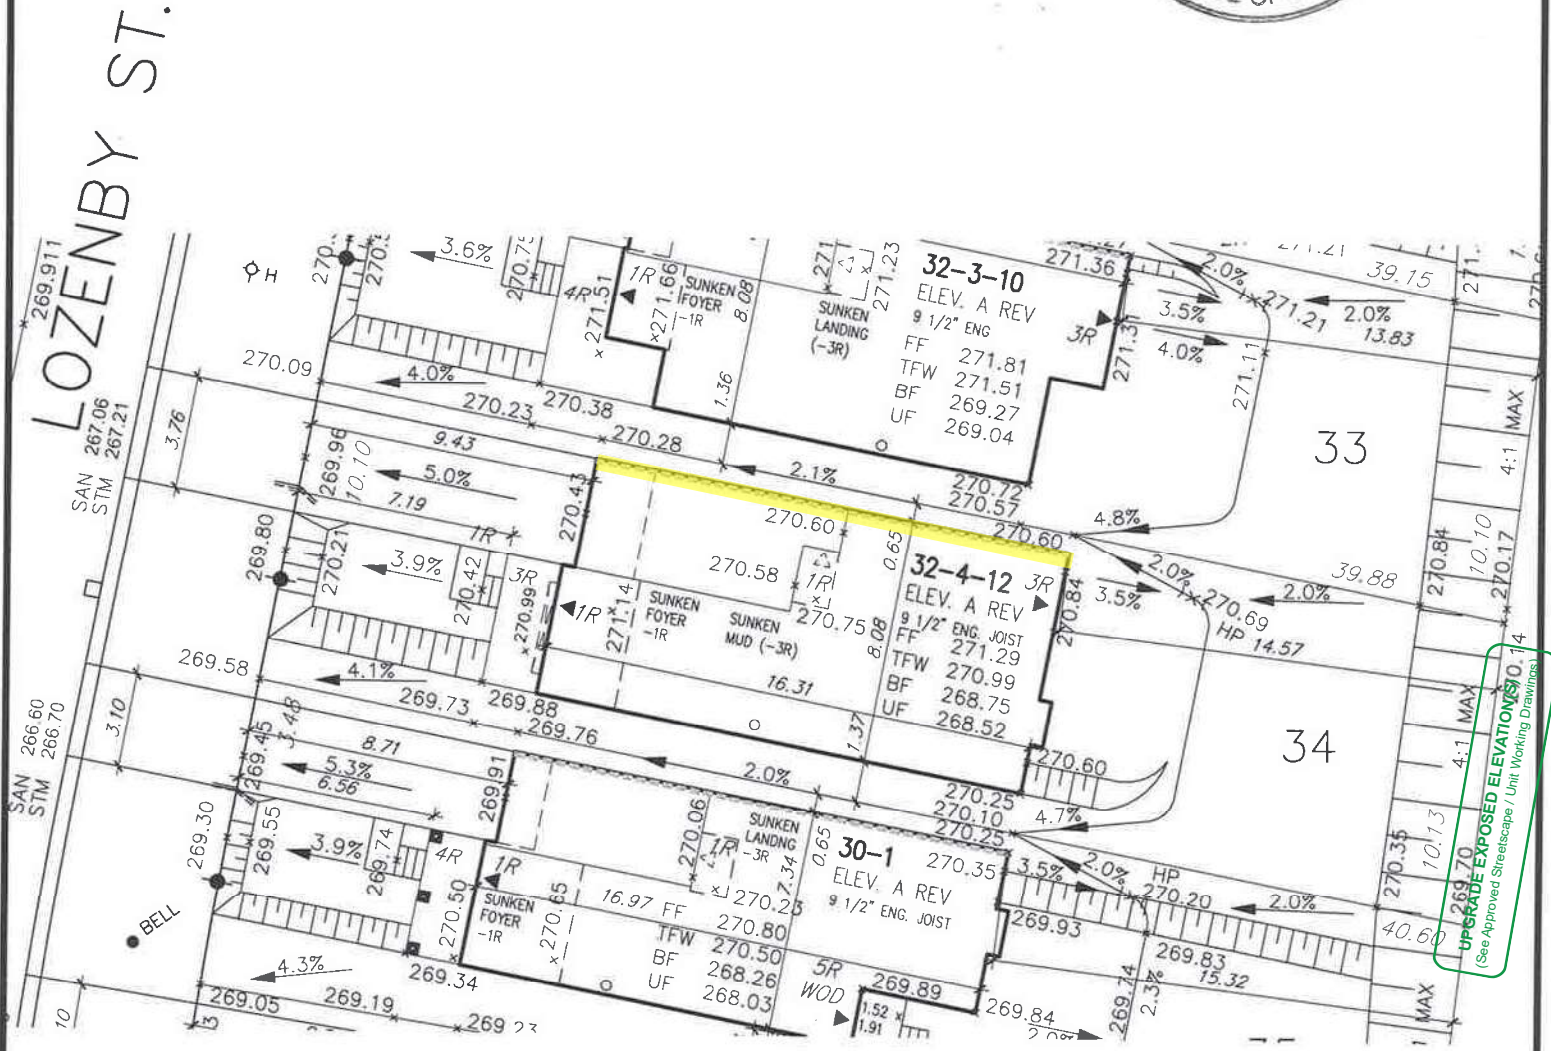 LOZENBY ST.
269.911
H
3.6%
4R
271.51
1R
271.66
SUNKEN
FOYER
-1R
8.08
271.23
SUNKEN
LANDING
(-3R)
32-3-10
ELEV. A REV
9 1/2" ENG
FF 271.81
TFW 271.51
BF 269.27
UF 269.04
271.36
3R
271.31
2.0%
3.5%
4.0%
271.21
2.0%
39.15
13.83
271.11
33
MAX
4:1
270.09
4.0%
270.23
270.38
270.28
1.36
2.1%
270.72
270.57
270.60
4.8%
SAN 267.06
STM 267.21
3.76
9.43
269.96
10.10
5.0%
7.19
270.43
1R
269.80
270.21
3.9%
270.42
3R
270.99
1R
271.14
SUNKEN
FOYER
-1R
270.60
270.58
1R
270.75
SUNKEN
MUD (-3R)
0.65
8.08
16.31
32-4-12
ELEV. A REV
9 1/2" ENG. JOIST
FF 271.29
TFW 270.99
BF 268.75
UF 268.52
3R
270.84
3.5%
2.0%
270.69
HP 14.57
2.0%
39.88
270.84
10.10
270.17
34
MAX
4:1
270.14
269.58
4.1%
269.73
269.88
269.76
1.37
2.0%
270.60
270.25
270.10
270.25
4.7%
SAN 266.60
STM 266.70
3.10
3.48
269.45
8.71
5.3%
6.56
269.91
269.30
269.55
3.9%
269.74
4R
270.50
1R
SUNKEN
FOYER
-1R
270.65
270.06
SUNKEN
LANDNG
-3R
1R
270.23
7.34
0.65
16.97
30-1
ELEV. A REV
9 1/2" ENG. JOIST
FF 270.80
TFW 270.50
BF 268.26
UF 268.03
270.35
3.5%
2.0%
HP
270.20
2.0%
270.35
10.13
269.70
40.60
269.93
269.83
15.32
269.74
2.3%
MAX
BELL
4.3%
269.34
269.05
269.19
5R
WOD
269.89
1.52
1.91
269.84
10
UPGRADE EXPOSED ELEVATION(S)
(See Approved Streetscape / Unit Working Drawings)